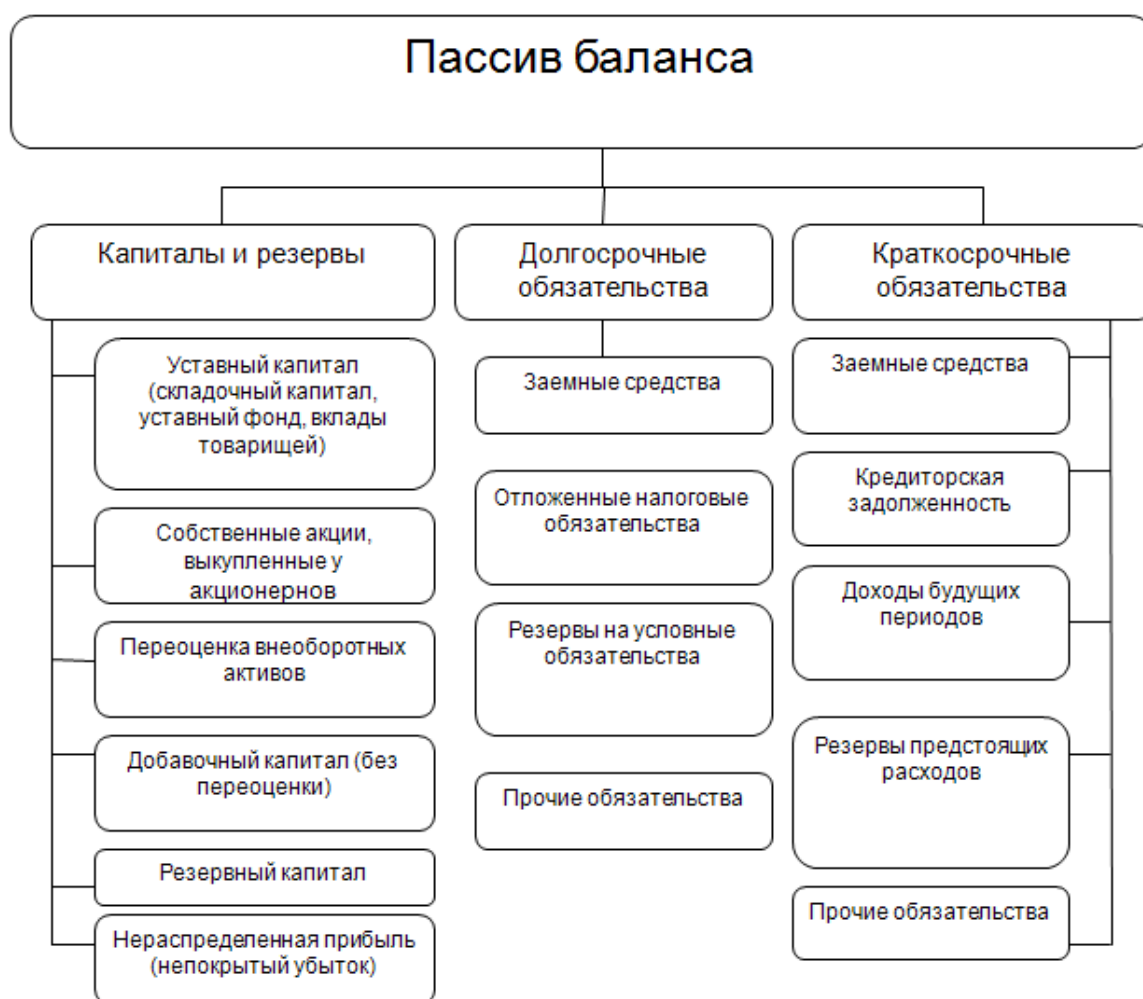 Пассив баланса
Капиталы и резервы
Уставный капитал
(складочный капитал,
уставный фонд, вклады
товарищей)
Собственные акции,
выкупленные у
акционернов
Переоценка внеоборотных
активов
Добавочный капитал (без
переоценки)
Резервный капитал
Нераспределенная прибыль
(непокрытый убыток)
Долгосрочные
обязательства
Заемные средства
Отложенные налоговые
обязательства
Резервы на условные
обязательства
Прочие обязательства
Краткосрочные
обязательства
Заемные средства
Кредиторская
задолженность
Доходы будущих
периодов
Резервы предстоящих
расходов
Прочие обязательства